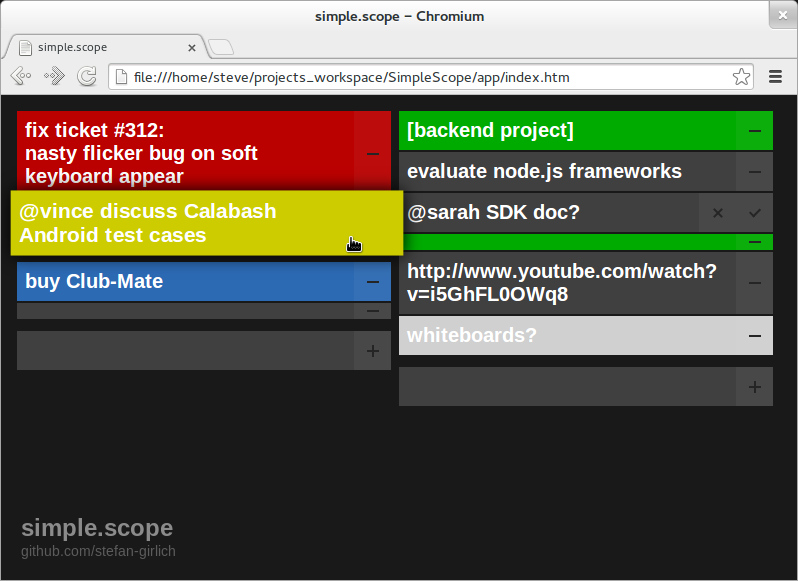 simple.scope – Chromium
simple.scope
file:///home/steve/projects_workspace/SimpleScope/app/index.htm
fix ticket #312:
nasty flicker bug on soft
keyboard appear
@vince discuss Calabash
Android test cases
buy Club-Mate
[backend project]
evaluate node.js frameworks
@sarah SDK doc?
http://www.youtube.com/watch?
v=i5GhFL0OWq8
whiteboards?
simple.scope
github.com/stefan-girlich